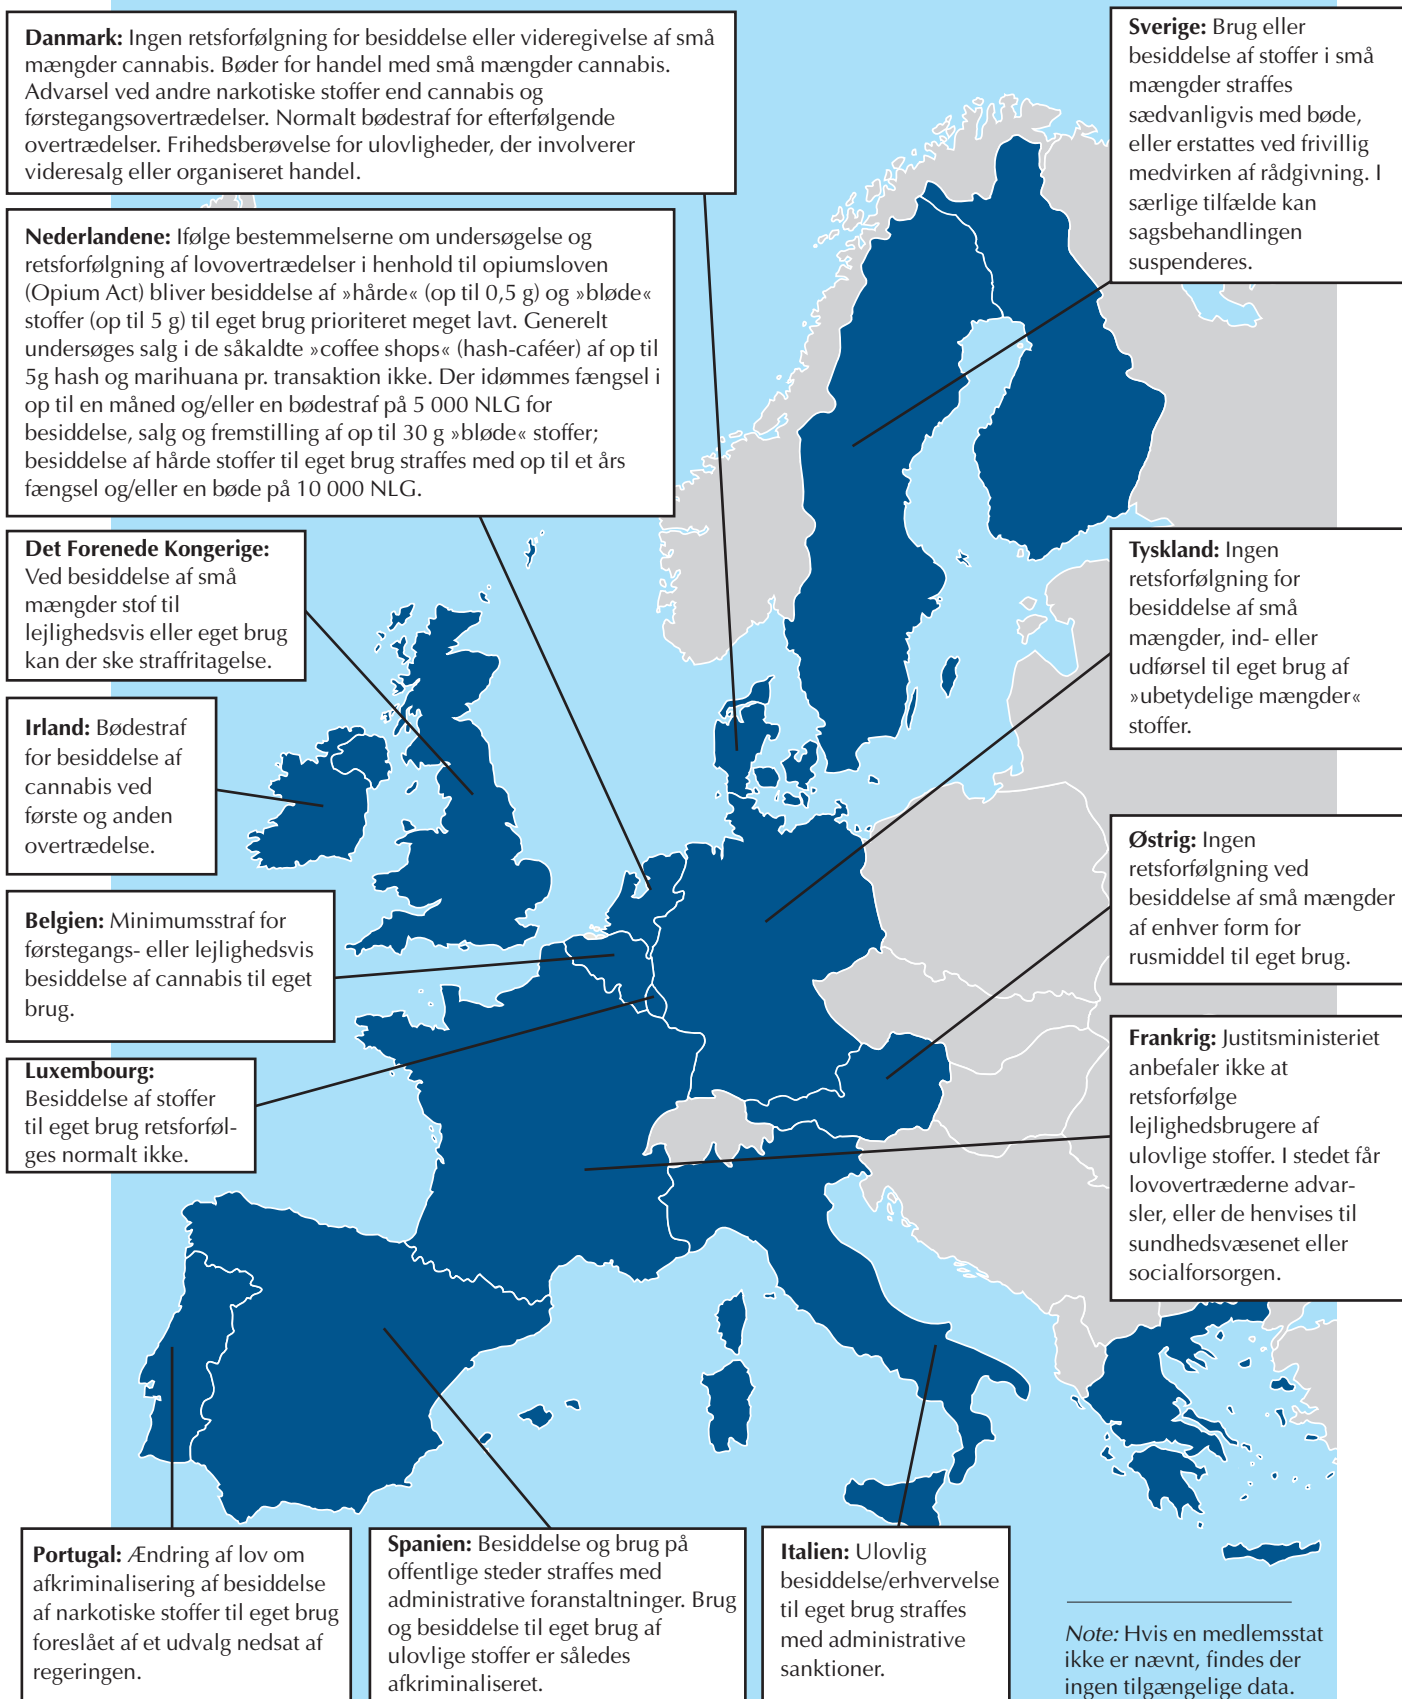 Danmark: Ingen retsforfølgning for besiddelse eller videregivelse af små
mængder cannabis. Bøder for handel med små mængder cannabis.
Advarsel ved andre narkotiske stoffer end cannabis og
førstegangsovertrædelser. Normalt bødestraf for efterfølgende
overtrædelser. Frihedsberøvelse for ulovligheder, der involverer
videresalg eller organiseret handel.
Nederlandene: Ifølge bestemmelserne om undersøgelse og
retsforfølgning af lovovertrædelser i henhold til opiumsloven
(Opium Act) bliver besiddelse af »hårde« (op til 0,5 g) og »bløde«
stoffer (op til 5 g) til eget brug prioriteret meget lavt. Generelt
undersøges salg i de såkaldte »coffee shops« (hash-caféer) af op til
5g hash og marihuana pr. transaktion ikke. Der idømmes fængsel i
op til en måned og/eller en bødestraf på 5 000 NLG for
besiddelse, salg og fremstilling af op til 30 g »bløde« stoffer;
besiddelse af hårde stoffer til eget brug straffes med op til et års
fængsel og/eller en bøde på 10 000 NLG.
Det Forenede Kongerige:
Ved besiddelse af små
mængder stof til
lejlighedsvis eller eget brug
kan der ske straffritagelse.
Irland: Bødestraf
for besiddelse af
cannabis ved
første og anden
overtrædelse.
Belgien: Minimumsstraf for
førstegangs- eller lejlighedsvis
besiddelse af cannabis til eget
brug.
Luxembourg:
Besiddelse af stoffer
til eget brug retsforføl-
ges normalt ikke.
Sverige: Brug eller
besiddelse af stoffer i små
mængder straffes
sædvanligvis med bøde,
eller erstattes ved frivillig
medvirken af rådgivning. I
særlige tilfælde kan
sagsbehandlingen
suspenderes.
Tyskland: Ingen
retsforfølgning for
besiddelse af små
mængder, ind- eller
udførsel til eget brug af
»ubetydelige mængder«
stoffer.
Østrig: Ingen
retsforfølgning ved
besiddelse af små mængder
af enhver form for
rusmiddel til eget brug.
Frankrig: Justitsministeriet
anbefaler ikke at
retsforfølge
lejlighedsbrugere af
ulovlige stoffer. I stedet får
lovovertræderne advar-
sler, eller de henvises til
sundhedsvæsenet eller
socialforsorgen.
Portugal: Ændring af lov om
afkriminalisering af besiddelse
af narkotiske stoffer til eget brug
foreslået af et udvalg nedsat af
regeringen.
Spanien: Besiddelse og brug på
offentlige steder straffes med
administrative foranstaltninger. Brug
og besiddelse til eget brug af
ulovlige stoffer er således
afkriminaliseret.
Italien: Ulovlig
besiddelse/erhvervelse
til eget brug straffes
med administrative
sanktioner.
Note: Hvis en medlemsstat
ikke er nævnt, findes der
ingen tilgængelige data.